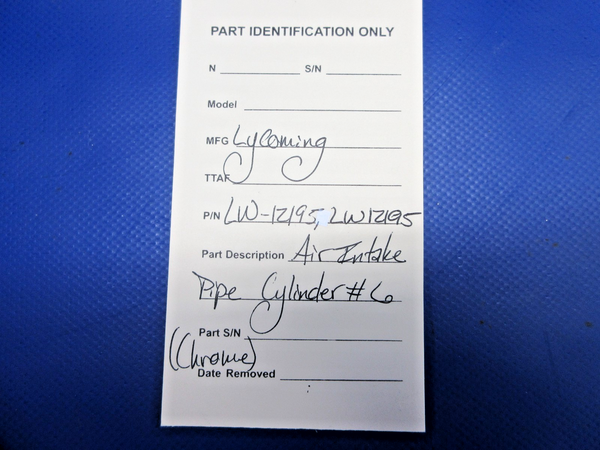 PART IDENTIFICATION ONLY
N S/N
Model
MFG Lycoming
TTAF
P/N LW-12195, LW12195
Part Description Air Intake
Pipe Cylinder # 6
Part S/N
(Chrome)
Date Removed